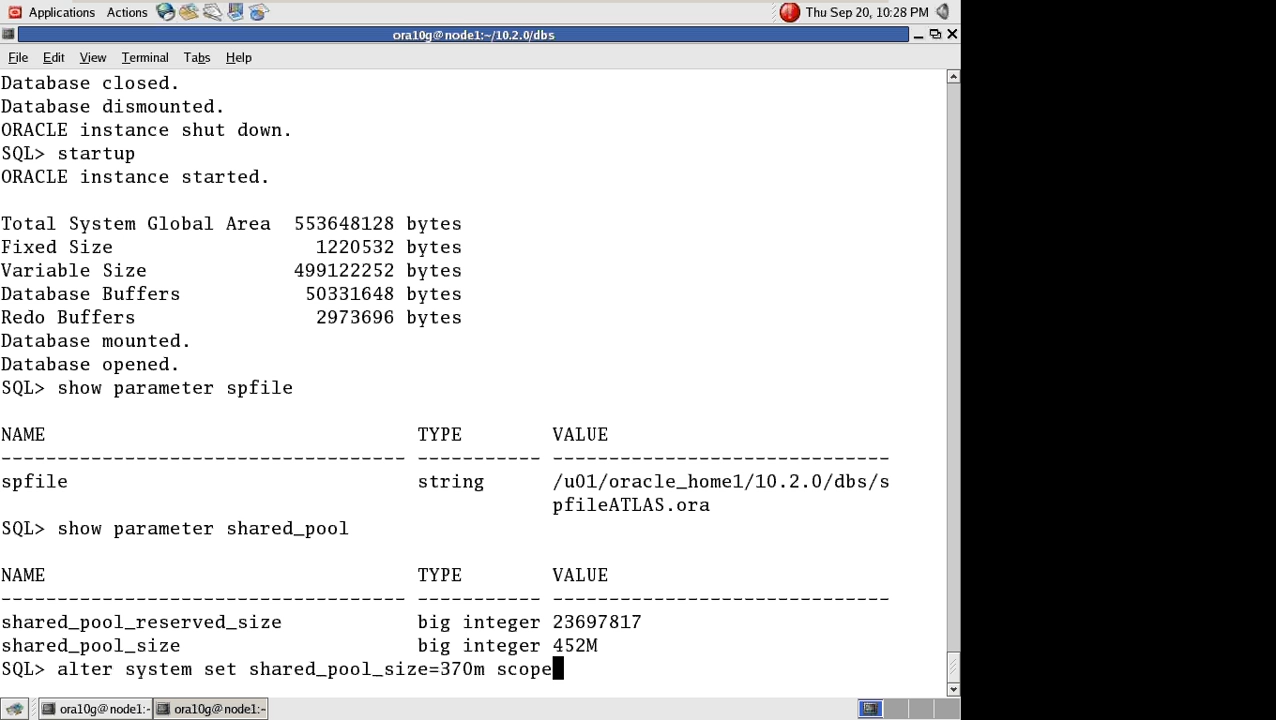 Applications Actions Thu Sep 20, 10:28 PM
ora10g@node1:~/10.2.0/dbs
File Edit View Terminal Tabs Help
Database closed.
Database dismounted.
ORACLE instance shut down.
SQL> startup
ORACLE instance started.
Total System Global Area 553648128 bytes
Fixed Size 1220532 bytes
Variable Size 499122252 bytes
Database Buffers 50331648 bytes
Redo Buffers 2973696 bytes
Database mounted.
Database opened.
SQL> show parameter spfile
NAME TYPE VALUE
------------------------------------ ----------- ------------------------------
spfile string /u01/oracle_home1/10.2.0/dbs/s
pfileATLAS.ora
SQL> show parameter shared_pool
NAME TYPE VALUE
------------------------------------ ----------- ------------------------------
shared_pool_reserved_size big integer 23697817
shared_pool_size big integer 452M
SQL> alter system set shared_pool_size=370m scope
ora10g@node1:- ora10g@node1:-